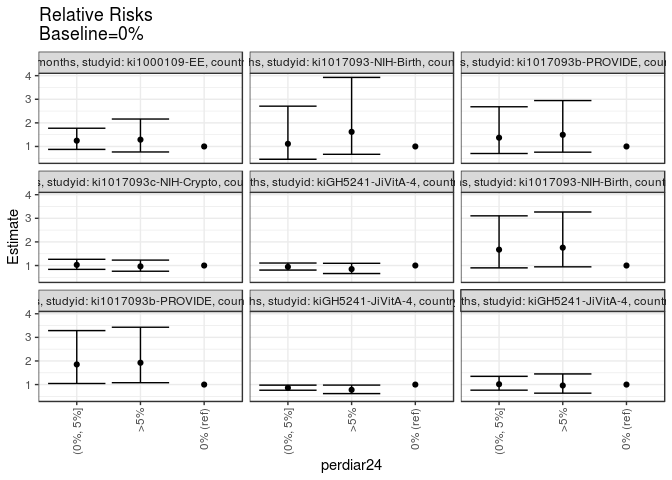 Relative Risks
Baseline=0%
months, studyid: ki1000109-EE, countr
hs, studyid: ki1017093-NIH-Birth, coun
s, studyid: ki1017093b-PROVIDE, coun
4
3
2
1
s, studyid: ki1017093c-NIH-Crypto, cou
ths, studyid: kiGH5241-JiVitA-4, countr
hs, studyid: ki1017093-NIH-Birth, coun
4
3
2
1
s, studyid: ki1017093b-PROVIDE, coun
hs, studyid: kiGH5241-JiVitA-4, country
ths, studyid: kiGH5241-JiVitA-4, countr
4
3
2
1
Estimate
(0%, 5%]
>5%
0% (ref)
(0%, 5%]
>5%
0% (ref)
(0%, 5%]
>5%
0% (ref)
perdiar24